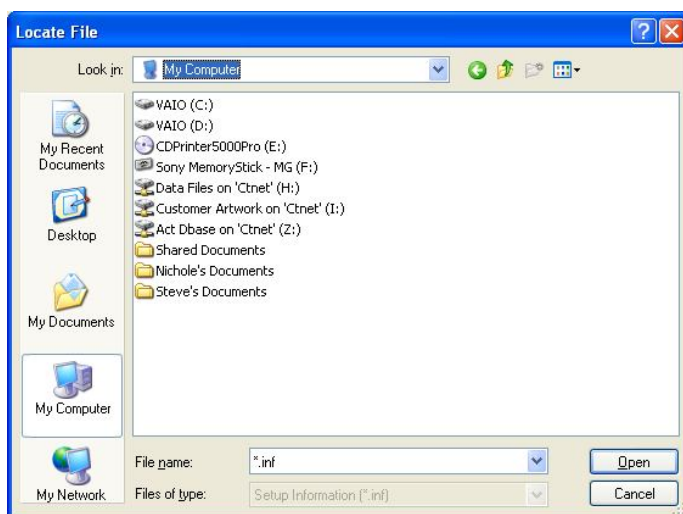 Locate File
Look in:
My Computer
My Recent
Documents
Desktop
My Documents
My Computer
My Network
VAIO (C:)
VAIO (D:)
CDPrinter5000Pro (E:)
Sony MemoryStick - MG (F:)
Data Files on 'Ctnet' (H:)
Customer Artwork on 'Ctnet' (I:)
Act Dbase on 'Ctnet' (Z:)
Shared Documents
Nichole's Documents
Steve's Documents
File name:
*.inf
Open
Files of type:
Setup Information (*.inf)
Cancel